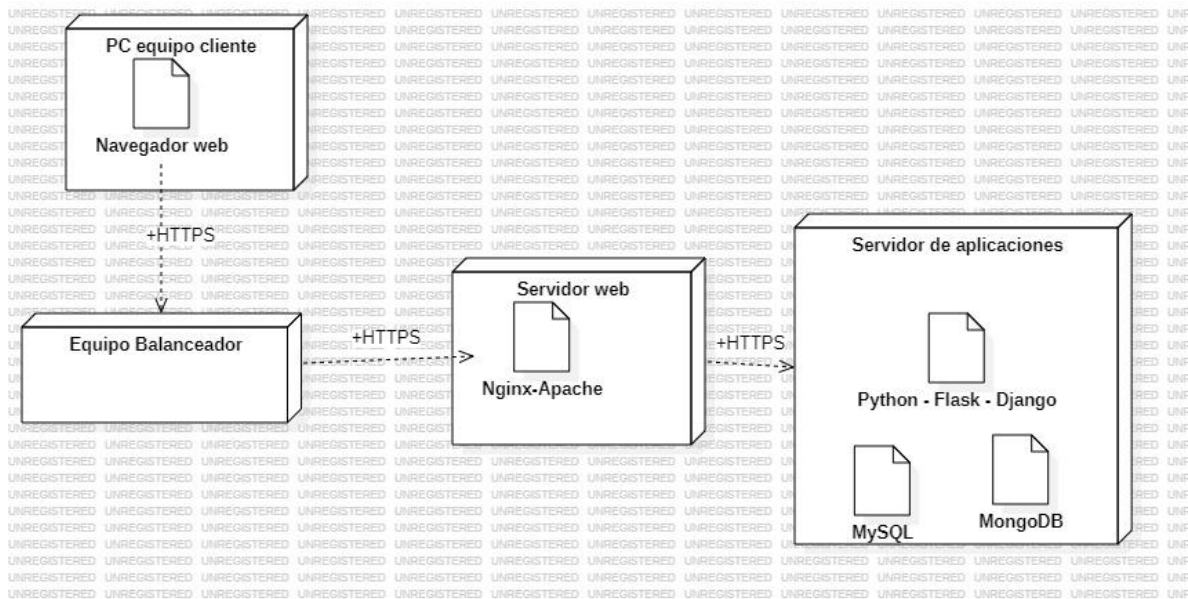 PC equipo cliente
Navegador web
+HTTPS
Equipo Balanceador
+HTTPS
Servidor web
Nginx-Apache
+HTTPS
Servidor de aplicaciones
Python - Flask - Django
MySQL
MongoDB
UNREGISTERED